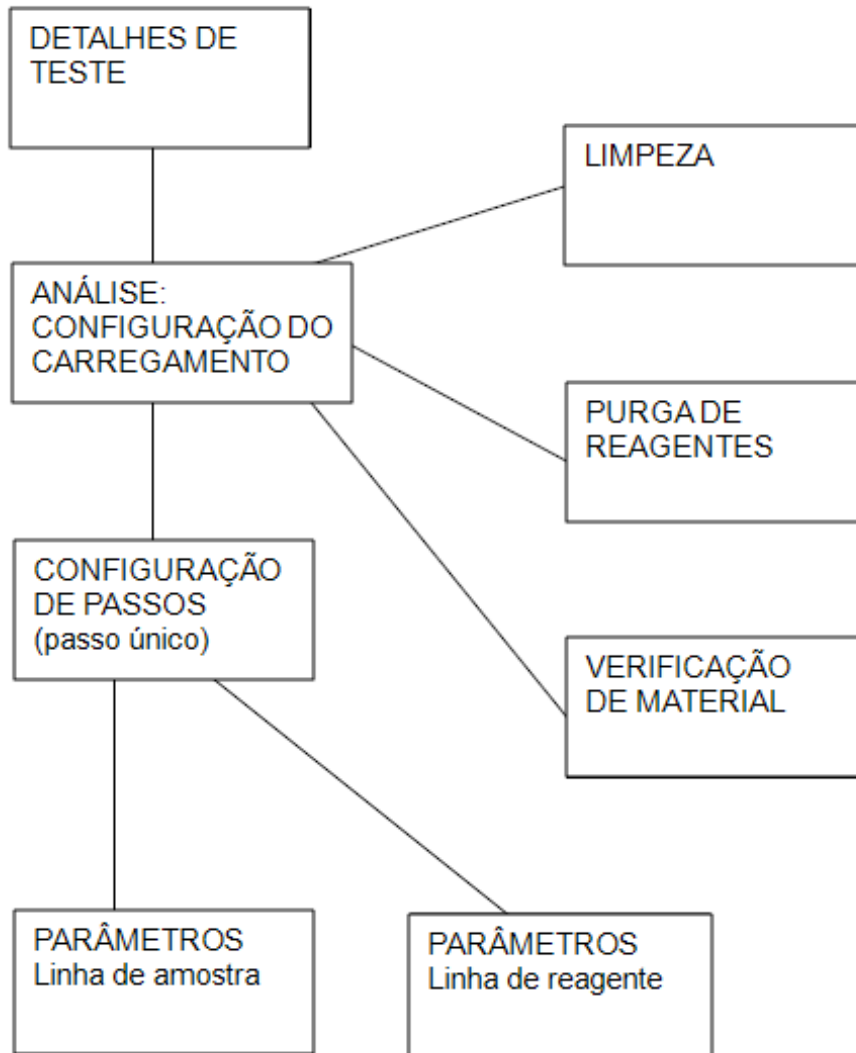 DETALHES DE
TESTE
LIMPEZA
ANÁLISE:
CONFIGURAÇÃO DO
CARREGAMENTO
PURGA DE
REAGENTES
CONFIGURAÇÃO
DE PASSOS
(passo único)
VERIFICAÇÃO
DE MATERIAL
PARÂMETROS
Linha de amostra
PARÂMETROS
Linha de reagente